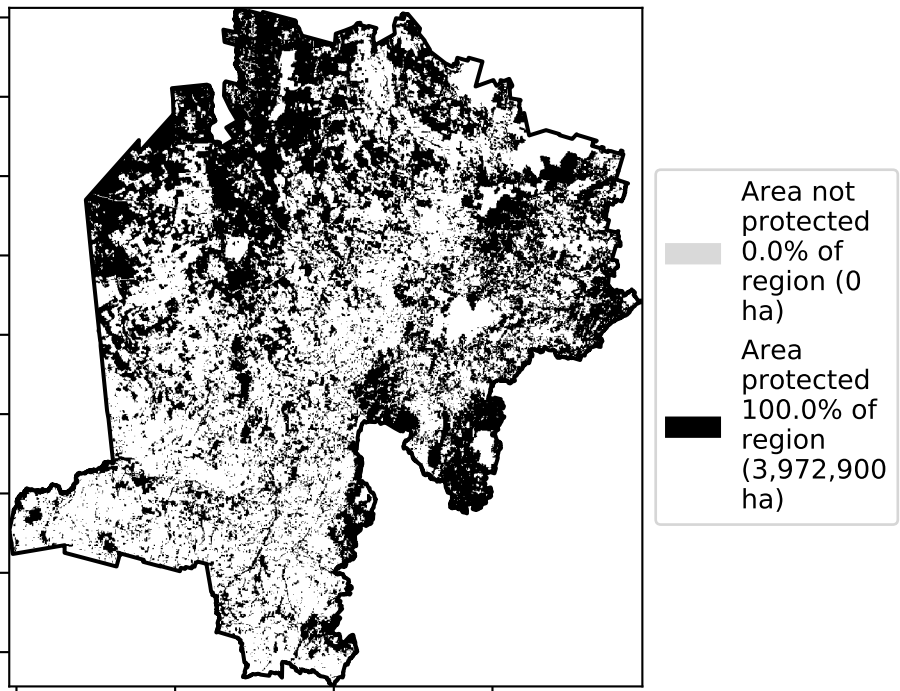 Area not
protected
0.0% of
region (0
ha)
Area
protected
100.0% of
region
(3,972,900
ha)